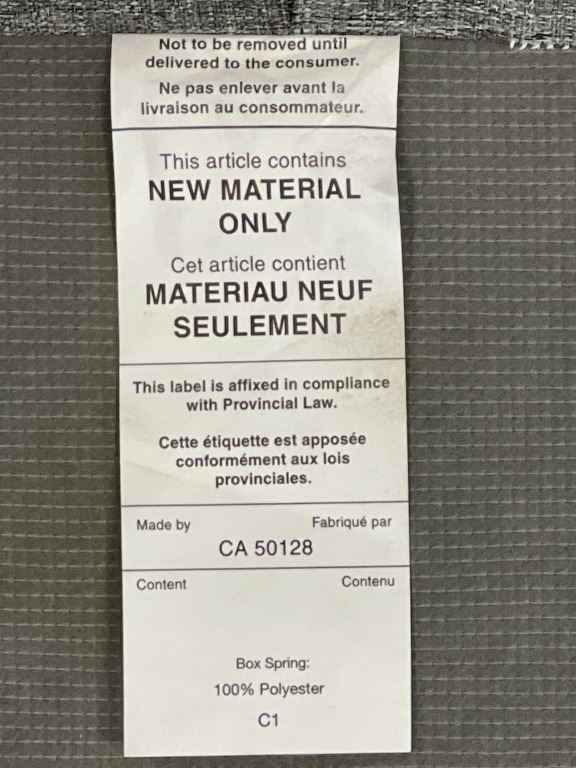 Not to be removed until
delivered to the consumer.
Ne pas enlever avant la
livraison au consommateur.
This article contains
NEW MATERIAL
ONLY
Cet article contient
MATERIAU NEUF
SEULEMENT
This label is affixed in compliance
with Provincial Law.
Cette étiquette est apposée
conformément aux lois
provinciales.
Made by Fabriqué par
CA 50128
Content Contenu
Box Spring:
100% Polyester
C1